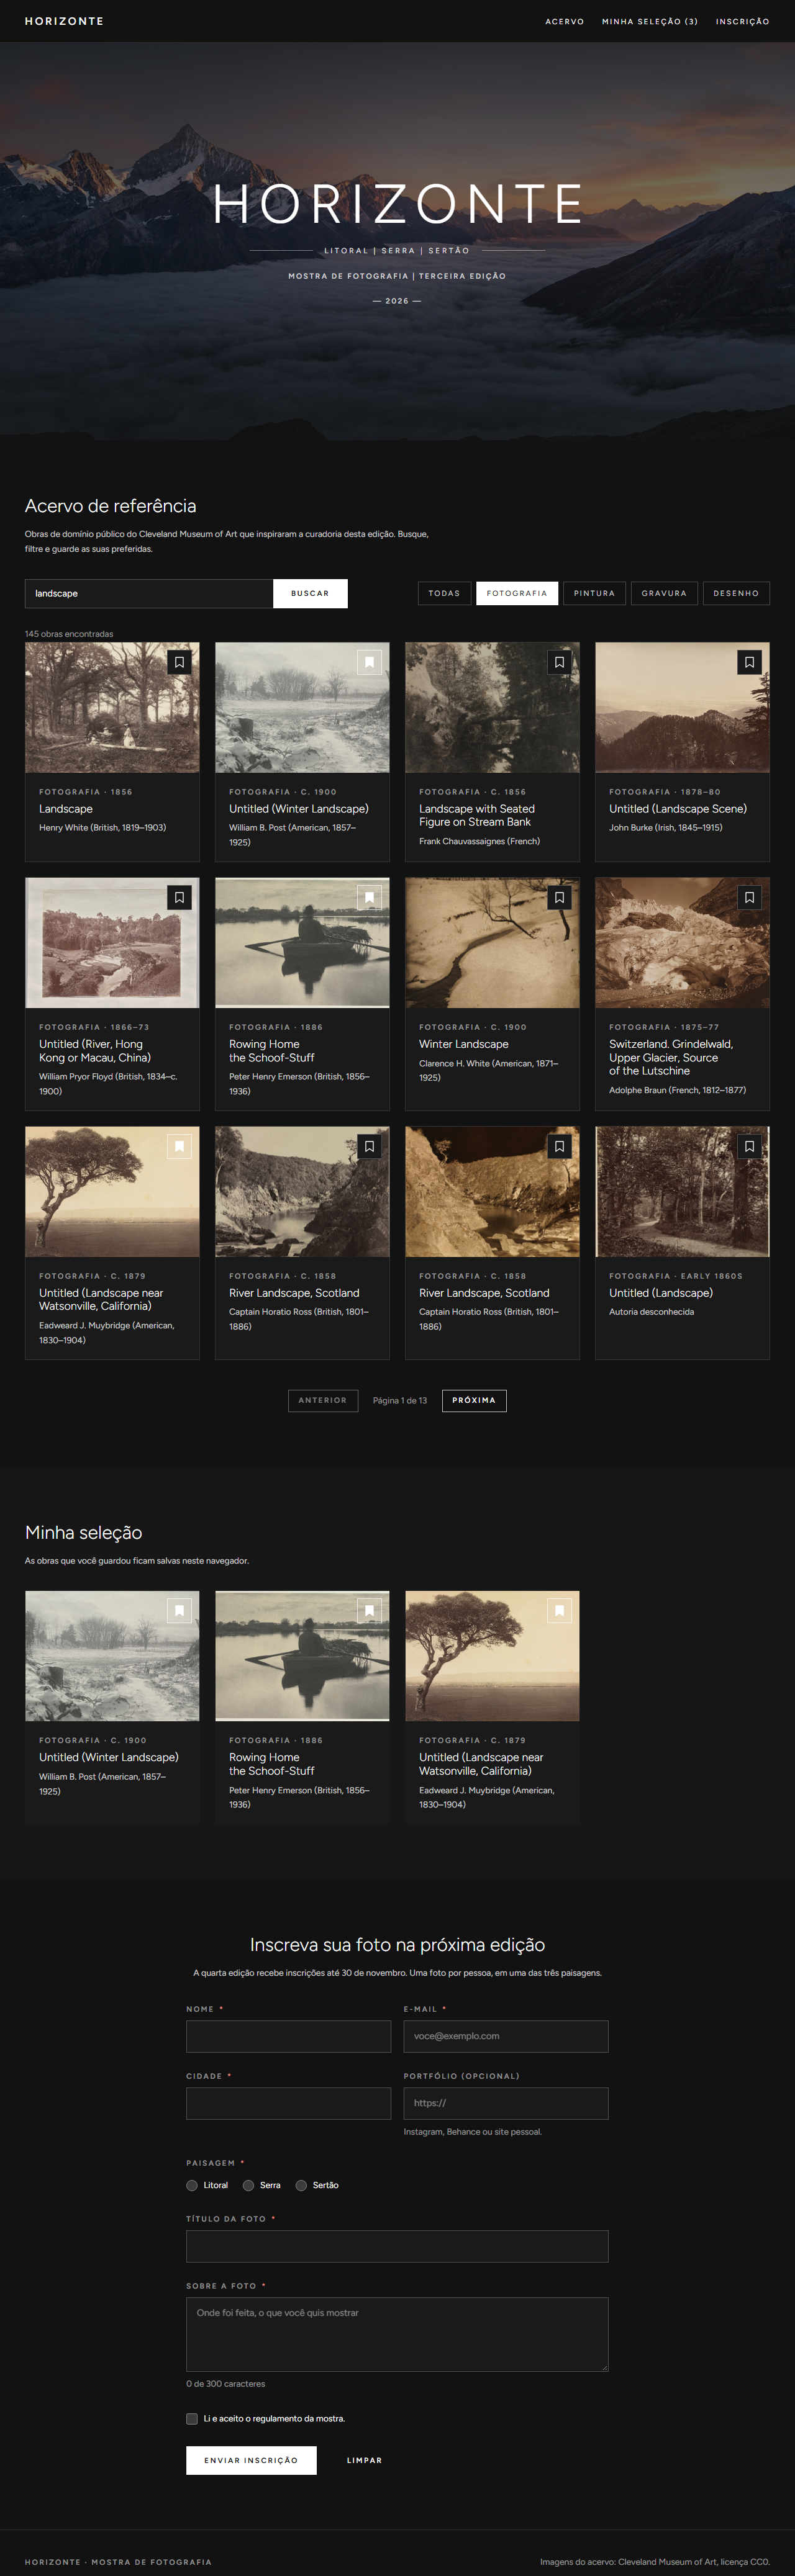 HORIZONTE
ACERVO MINHA SELEÇÃO (3) INSCRIÇÃO
HORIZONTE
LITORAL | SERRA | SERTÃO
MOSTRA DE FOTOGRAFIA | TERCEIRA EDIÇÃO
— 2026 —
Acervo de referência
Obras de domínio público do Cleveland Museum of Art que inspiraram a curadoria desta edição. Busque,
filtre e guarde as suas preferidas.
landscape BUSCAR
TODAS FOTOGRAFIA PINTURA GRAVURA DESENHO
145 obras encontradas
FOTOGRAFIA · 1856
Landscape
Henry White (British, 1819–1903)
FOTOGRAFIA · C. 1900
Untitled (Winter Landscape)
William B. Post (American, 1857–
1925)
FOTOGRAFIA · C. 1856
Landscape with Seated
Figure on Stream Bank
Frank Chauvassaignes (French)
FOTOGRAFIA · 1878–80
Untitled (Landscape Scene)
John Burke (Irish, 1845–1915)
FOTOGRAFIA · 1866–73
Untitled (River, Hong
Kong or Macau, China)
William Pryor Floyd (British, 1834–c.
1900)
FOTOGRAFIA · 1886
Rowing Home
the Schoof-Stuff
Peter Henry Emerson (British, 1856–
1936)
FOTOGRAFIA · C. 1900
Winter Landscape
Clarence H. White (American, 1871–
1925)
FOTOGRAFIA · 1875–77
Switzerland. Grindelwald,
Upper Glacier, Source
of the Lutschine
Adolphe Braun (French, 1812–1877)
FOTOGRAFIA · C. 1879
Untitled (Landscape near
Watsonville, California)
Eadweard J. Muybridge (American,
1830–1904)
FOTOGRAFIA · C. 1858
River Landscape, Scotland
Captain Horatio Ross (British, 1801–
1886)
FOTOGRAFIA · C. 1858
River Landscape, Scotland
Captain Horatio Ross (British, 1801–
1886)
FOTOGRAFIA · EARLY 1860S
Untitled (Landscape)
Autoria desconhecida
ANTERIOR Página 1 de 13 PRÓXIMA
Minha seleção
As obras que você guardou ficam salvas neste navegador.
FOTOGRAFIA · C. 1900
Untitled (Winter Landscape)
William B. Post (American, 1857–
1925)
FOTOGRAFIA · 1886
Rowing Home
the Schoof-Stuff
Peter Henry Emerson (British, 1856–
1936)
FOTOGRAFIA · C. 1879
Untitled (Landscape near
Watsonville, California)
Eadweard J. Muybridge (American,
1830–1904)
Inscreva sua foto na próxima edição
A quarta edição recebe inscrições até 30 de novembro. Uma foto por pessoa, em uma das três paisagens.
NOME *
E-MAIL *
voce@exemplo.com
CIDADE *
PORTFÓLIO (OPCIONAL)
https://
Instagram, Behance ou site pessoal.
PAISAGEM *
Litoral Serra Sertão
TÍTULO DA FOTO *
SOBRE A FOTO *
Onde foi feita, o que você quis mostrar
0 de 300 caracteres
Li e aceito o regulamento da mostra.
ENVIAR INSCRIÇÃO LIMPAR
HORIZONTE · MOSTRA DE FOTOGRAFIA
Imagens do acervo: Cleveland Museum of Art, licença CC0.